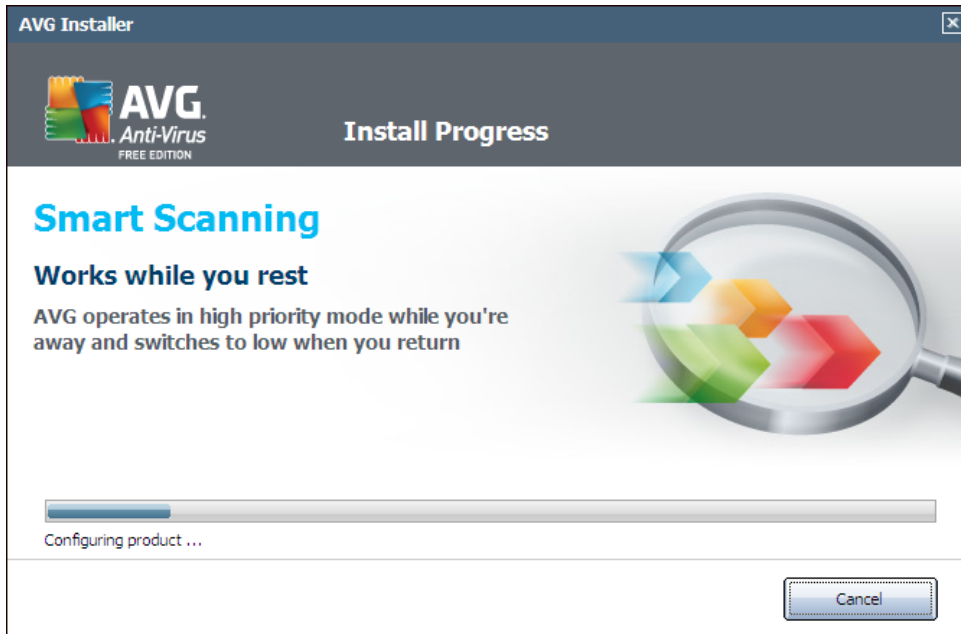 AVG Installer
AVG.
Anti-Virus
FREE EDITION
Install Progress
Smart Scanning
Works while you rest
AVG operates in high priority mode while you're
away and switches to low when you return
Configuring product ...
Cancel